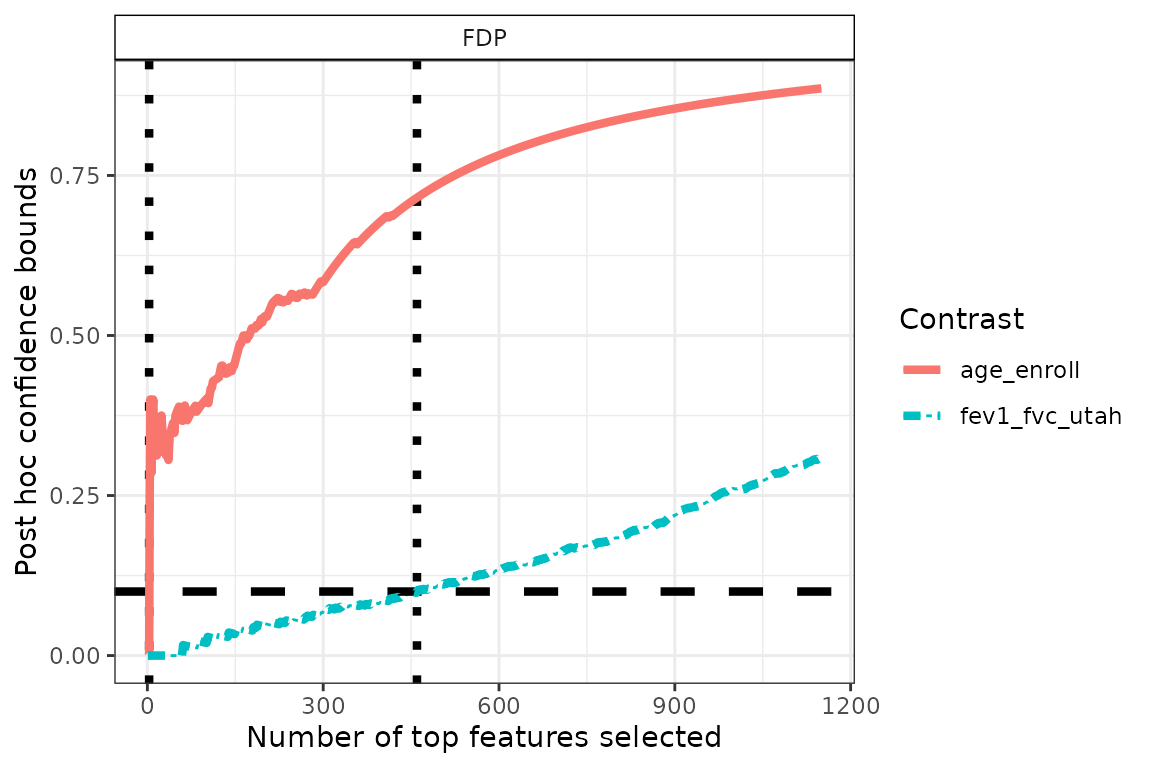 FDP
Post hoc confidence bounds
0.75
0.50
0.25
0.00
0
300
600
900
1200
Number of top features selected
Contrast
age_enroll
fev1_fvc_utah